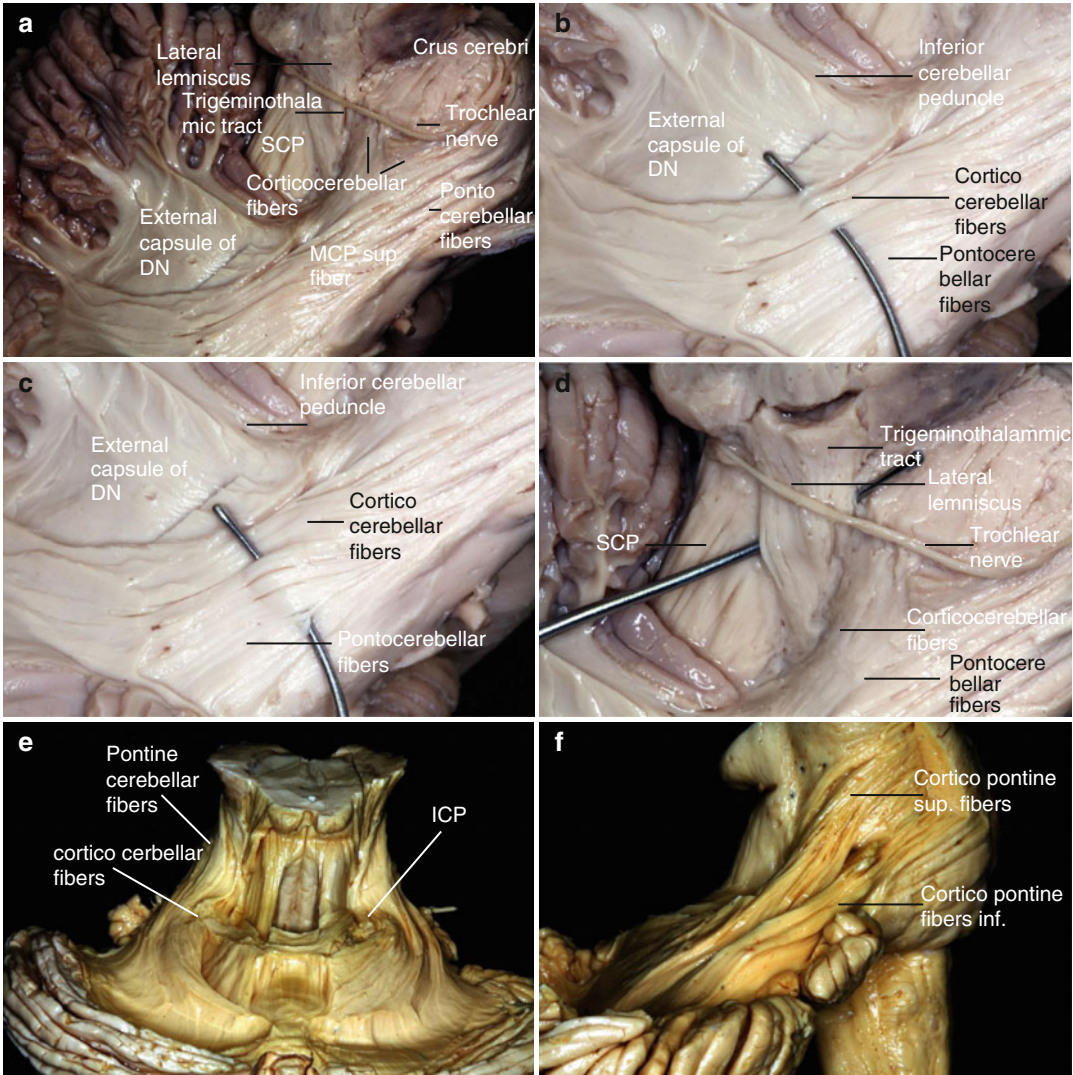 a
Lateral
lemniscus
Crus cerebri
Trigeminothala
mic tract
Trochlear
nerve
SCP
Corticocerebellar
fibers
Ponto
cerebellar
fibers
External
capsule of
DN
MCP sup
fiber
b
Inferior
cerebellar
peduncle
External
capsule of
DN
Cortico
cerebellar
fibers
Pontocere
bellar
fibers
c
Inferior cerebellar
peduncle
External
capsule of
DN
Cortico
cerebellar
fibers
Pontocerebellar
fibers
d
Trigeminothalammic
tract
Lateral
lemniscus
SCP
Trochlear
nerve
Corticocerebellar
fibers
Pontocere
bellar
fibers
e
Pontine
cerebellar
fibers
ICP
cortico cerbellar
fibers
f
Cortico pontine
sup. fibers
Cortico pontine
fibers inf.